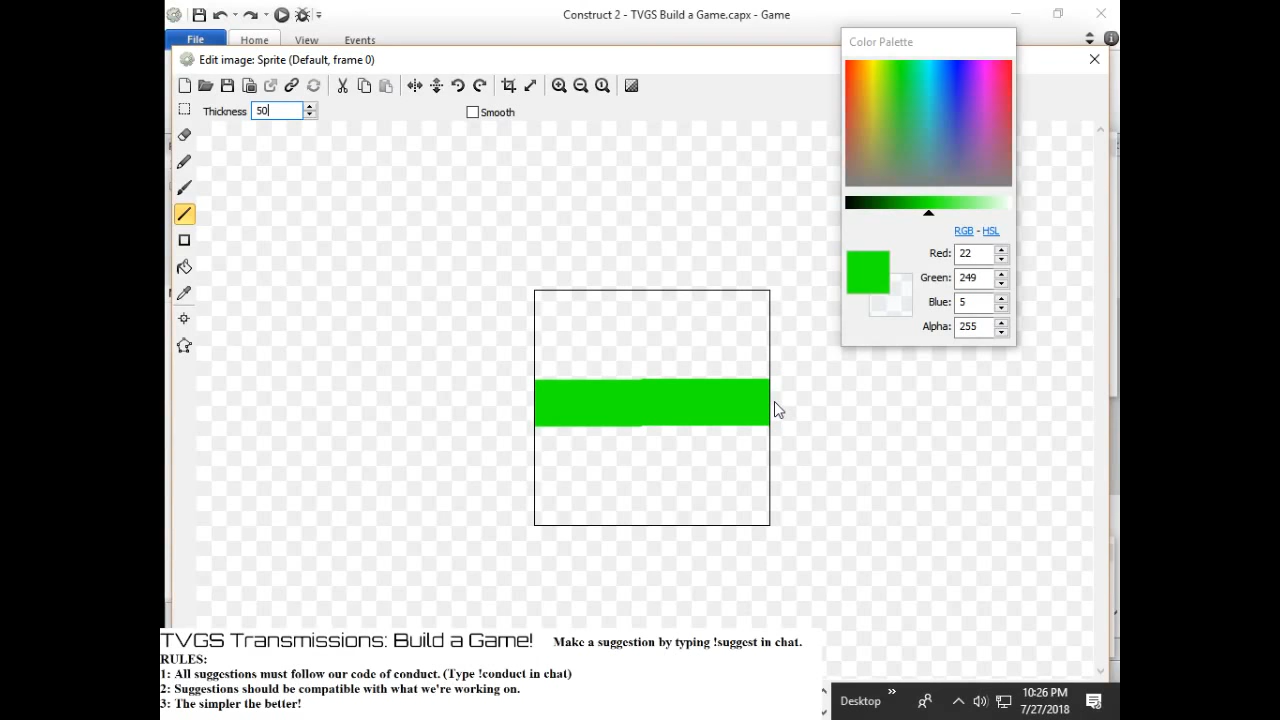 Construct 2 - TVGS Build a Game.capx - Game
File Home View Events
Color Palette
Edit image: Sprite (Default, frame 0)
Thickness 50 Smooth
RGB - HSL
Red: 22
Green: 249
Blue: 5
Alpha: 255
TVGS Transmissions: Build a Game! Make a suggestion by typing !suggest in chat.
RULES:
1: All suggestions must follow our code of conduct. (Type !conduct in chat)
2: Suggestions should be compatible with what we're working on.
3: The simpler the better!
Desktop
10:26 PM
7/27/2018